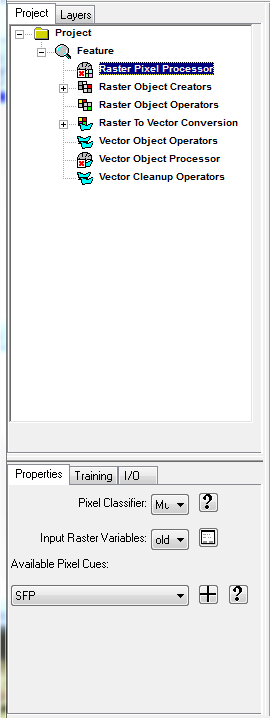 Project Layers
Project
Feature
Raster Pixel Processor
Raster Object Creators
Raster Object Operators
Raster To Vector Conversion
Vector Object Operators
Vector Object Processor
Vector Cleanup Operators
Properties Training I/O
Pixel Classifier: Mu
Input Raster Variables: old
Available Pixel Cues:
SFP